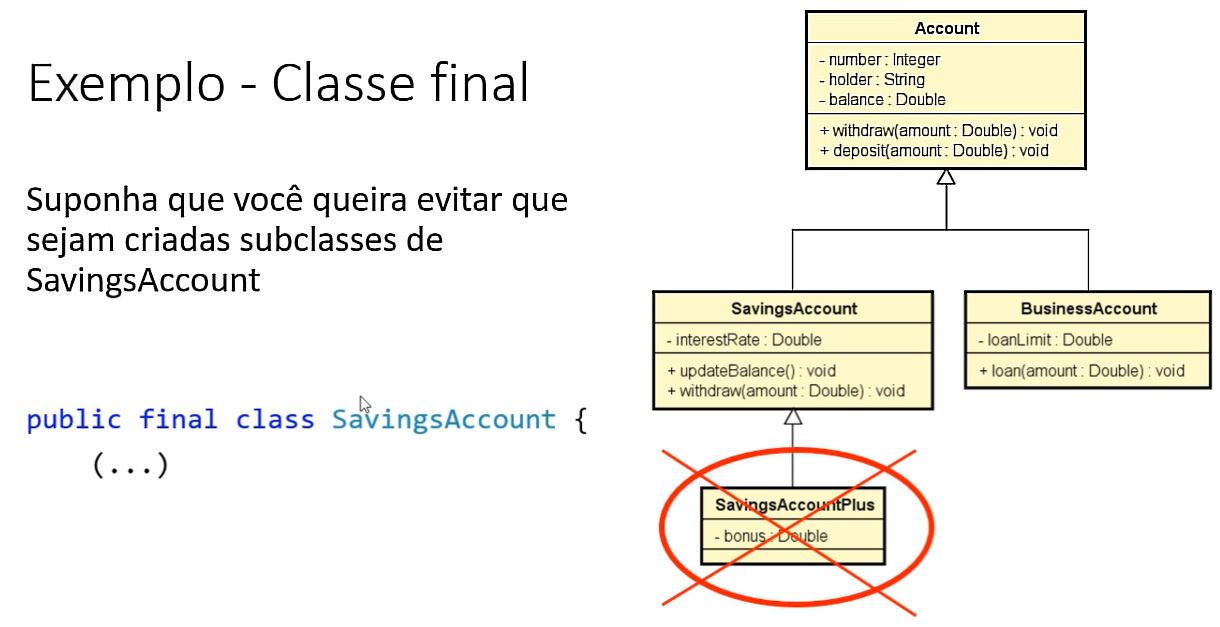 Exemplo - Classe final
Suponha que você queira evitar que
sejam criadas subclasses de
SavingsAccount
public final class SavingsAccount {
(...)
Account
- number : Integer
- holder : String
- balance : Double
+ withdraw(amount : Double) : void
+ deposit(amount : Double) : void
SavingsAccount
- interestRate : Double
+ updateBalance() : void
+ withdraw(amount : Double) : void
BusinessAccount
- loanLimit : Double
+ loan(amount : Double) : void
SavingsAccountPlus
- bonus : Double